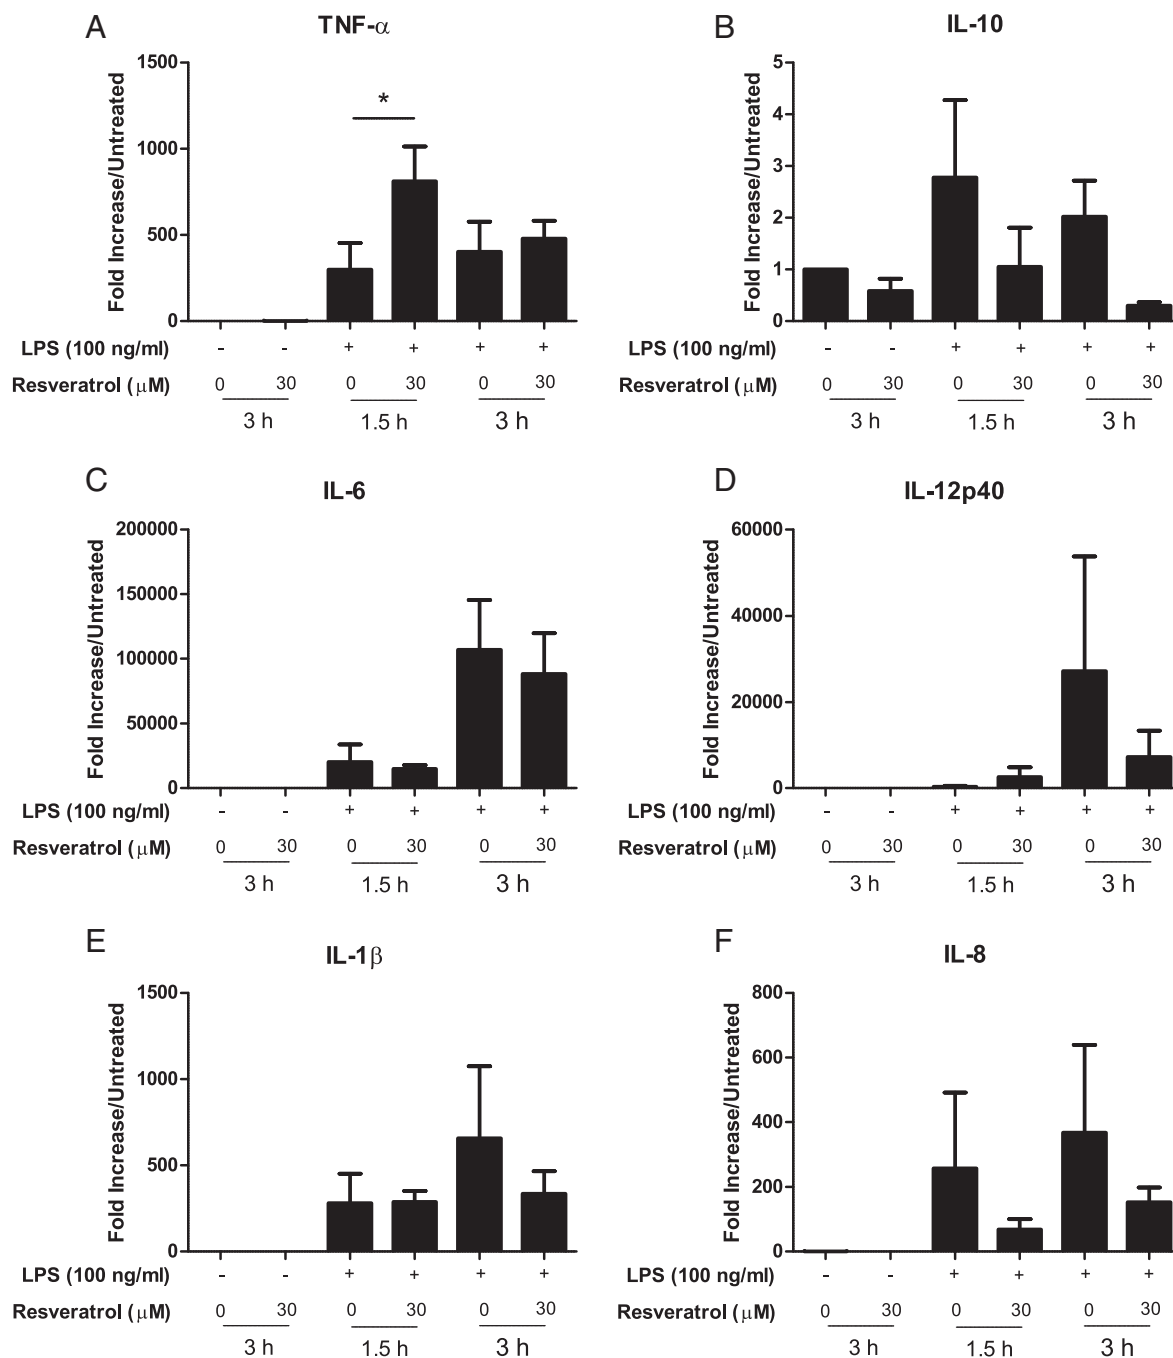 A
TNF-α
Fold Increase/Untreated
1500
1000
500
0
*
LPS (100 ng/ml) - - + + + +
Resveratrol (μM) 0 30 0 30 0 30
3 h 1.5 h 3 h
B
IL-10
Fold Increase/Untreated
5
4
3
2
1
0
LPS (100 ng/ml) - - + + + +
Resveratrol (μM) 0 30 0 30 0 30
3 h 1.5 h 3 h
C
IL-6
Fold Increase/Untreated
200000
150000
100000
50000
0
LPS (100 ng/ml) - - + + + +
Resveratrol (μM) 0 30 0 30 0 30
3 h 1.5 h 3 h
D
IL-12p40
Fold Increase/Untreated
60000
40000
20000
0
LPS (100 ng/ml) - - + + + +
Resveratrol (μM) 0 30 0 30 0 30
3 h 1.5 h 3 h
E
IL-1β
Fold Increase/Untreated
1500
1000
500
0
LPS (100 ng/ml) - - + + + +
Resveratrol (μM) 0 30 0 30 0 30
3 h 1.5 h 3 h
F
IL-8
Fold Increase/Untreated
800
600
400
200
0
LPS (100 ng/ml) - - + + + +
Resveratrol (μM) 0 30 0 30 0 30
3 h 1.5 h 3 h